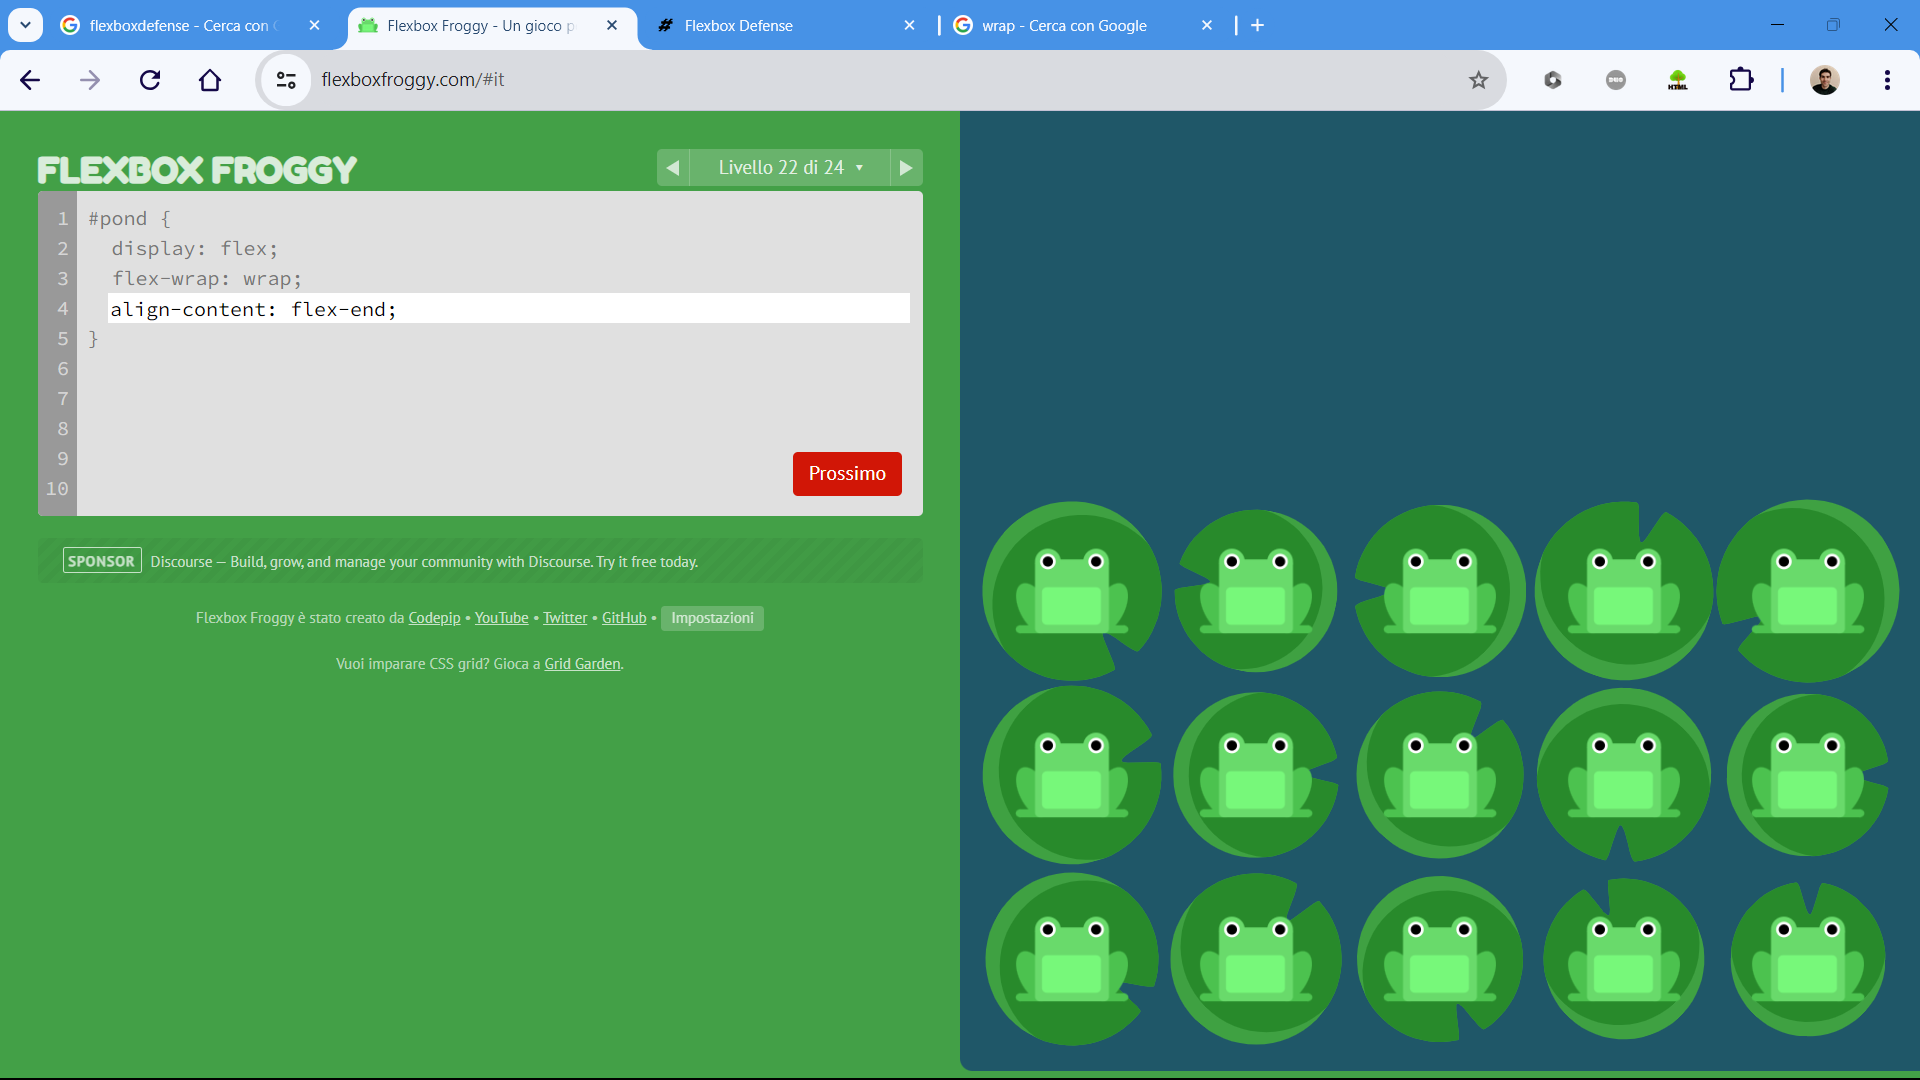 flexboxdefense - Cerca con G
Flexbox Froggy - Un gioco p
Flexbox Defense
wrap - Cerca con Google
flexboxfroggy.com/#it
HTML
FLEXBOX FROGGY
Livello 22 di 24
1 #pond {
2 display: flex;
3 flex-wrap: wrap;
4 align-content: flex-end;
5 }
6
7
8
9
10
Prossimo
SPONSOR Discourse — Build, grow, and manage your community with Discourse. Try it free today.
Flexbox Froggy è stato creato da Codepip • YouTube • Twitter • GitHub • Impostazioni
Vuoi imparare CSS grid? Gioca a Grid Garden.